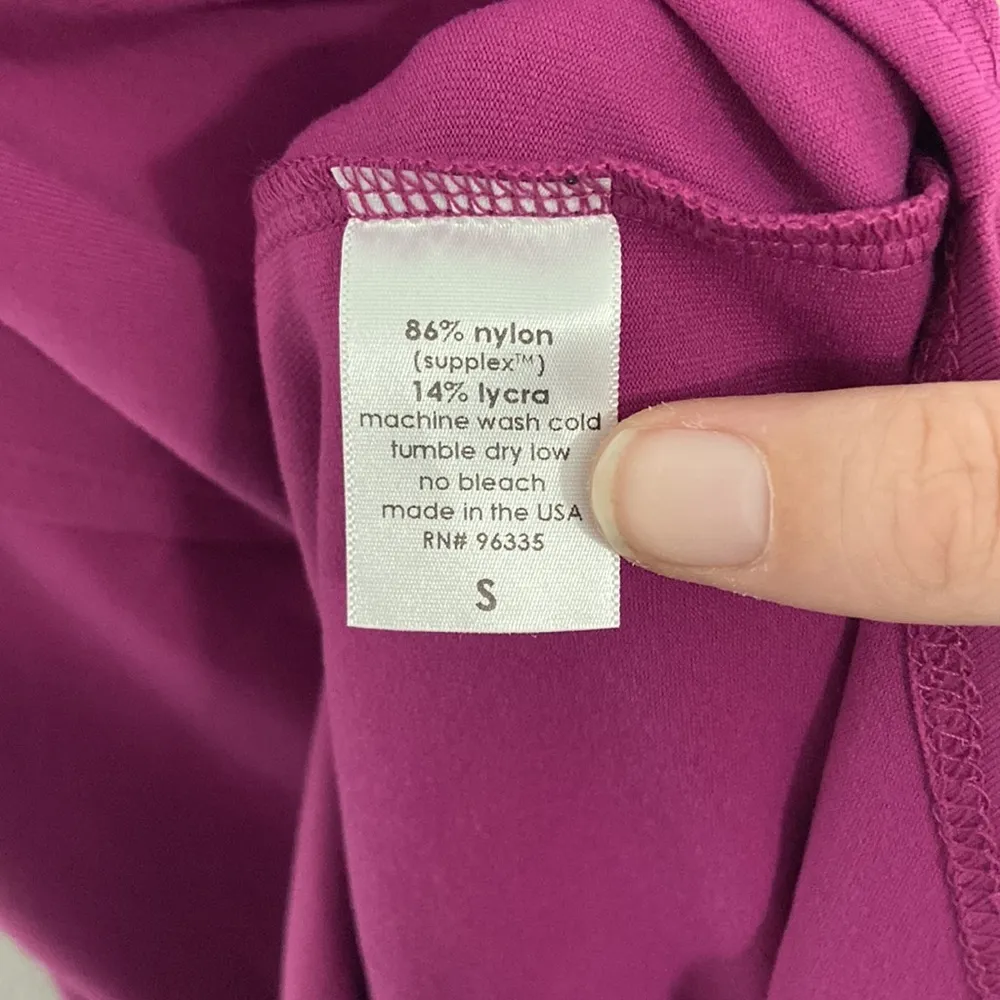 86% nylon
(supplex™)
14% lycra
machine wash cold
tumble dry low
no bleach
made in the USA
RN# 96335
S